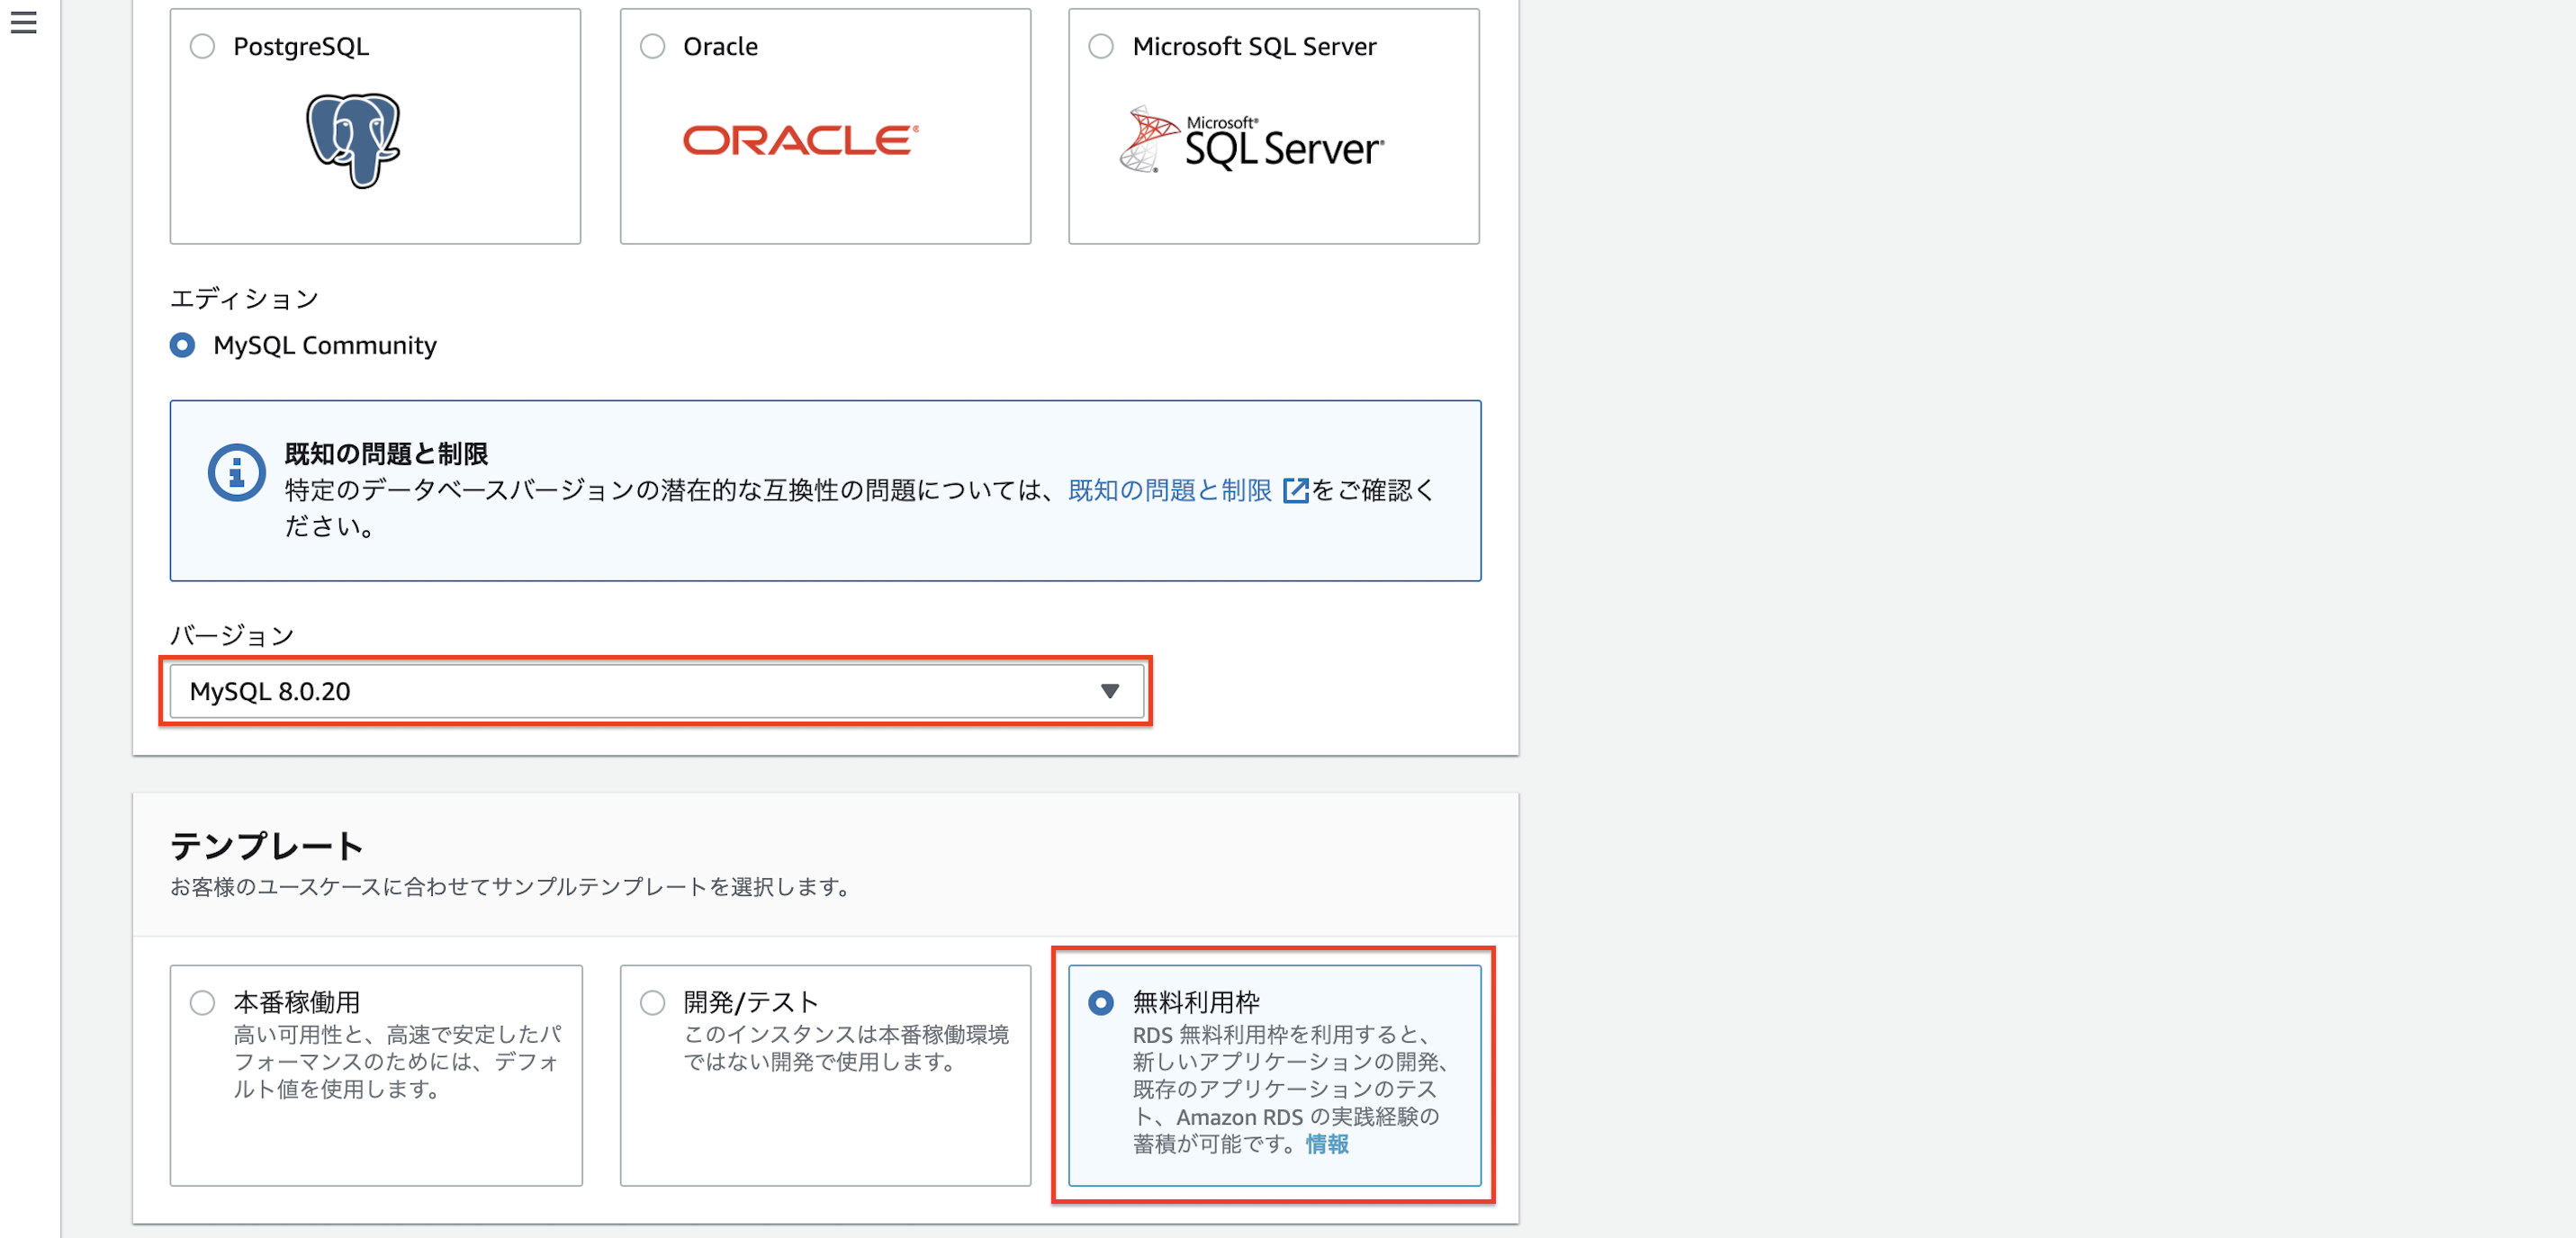 PostgreSQL
Oracle
Microsoft SQL Server
ORACLE®
Microsoft®
SQL Server®
エディション
MySQL Community
既知の問題と制限
特定のデータベースバージョンの潜在的な互換性の問題については、既知の問題と制限 をご確認く
ださい。
バージョン
MySQL 8.0.20
テンプレート
お客様のユースケースに合わせてサンプルテンプレートを選択します。
本番稼働用
高い可用性と、高速で安定したパ
フォーマンスのためには、デフォ
ルト値を使用します。
開発/テスト
このインスタンスは本番稼働環境
ではない開発で使用します。
無料利用枠
RDS 無料利用枠を利用すると、
新しいアプリケーションの開発、
既存のアプリケーションのテス
ト、Amazon RDS の実践経験の
蓄積が可能です。情報